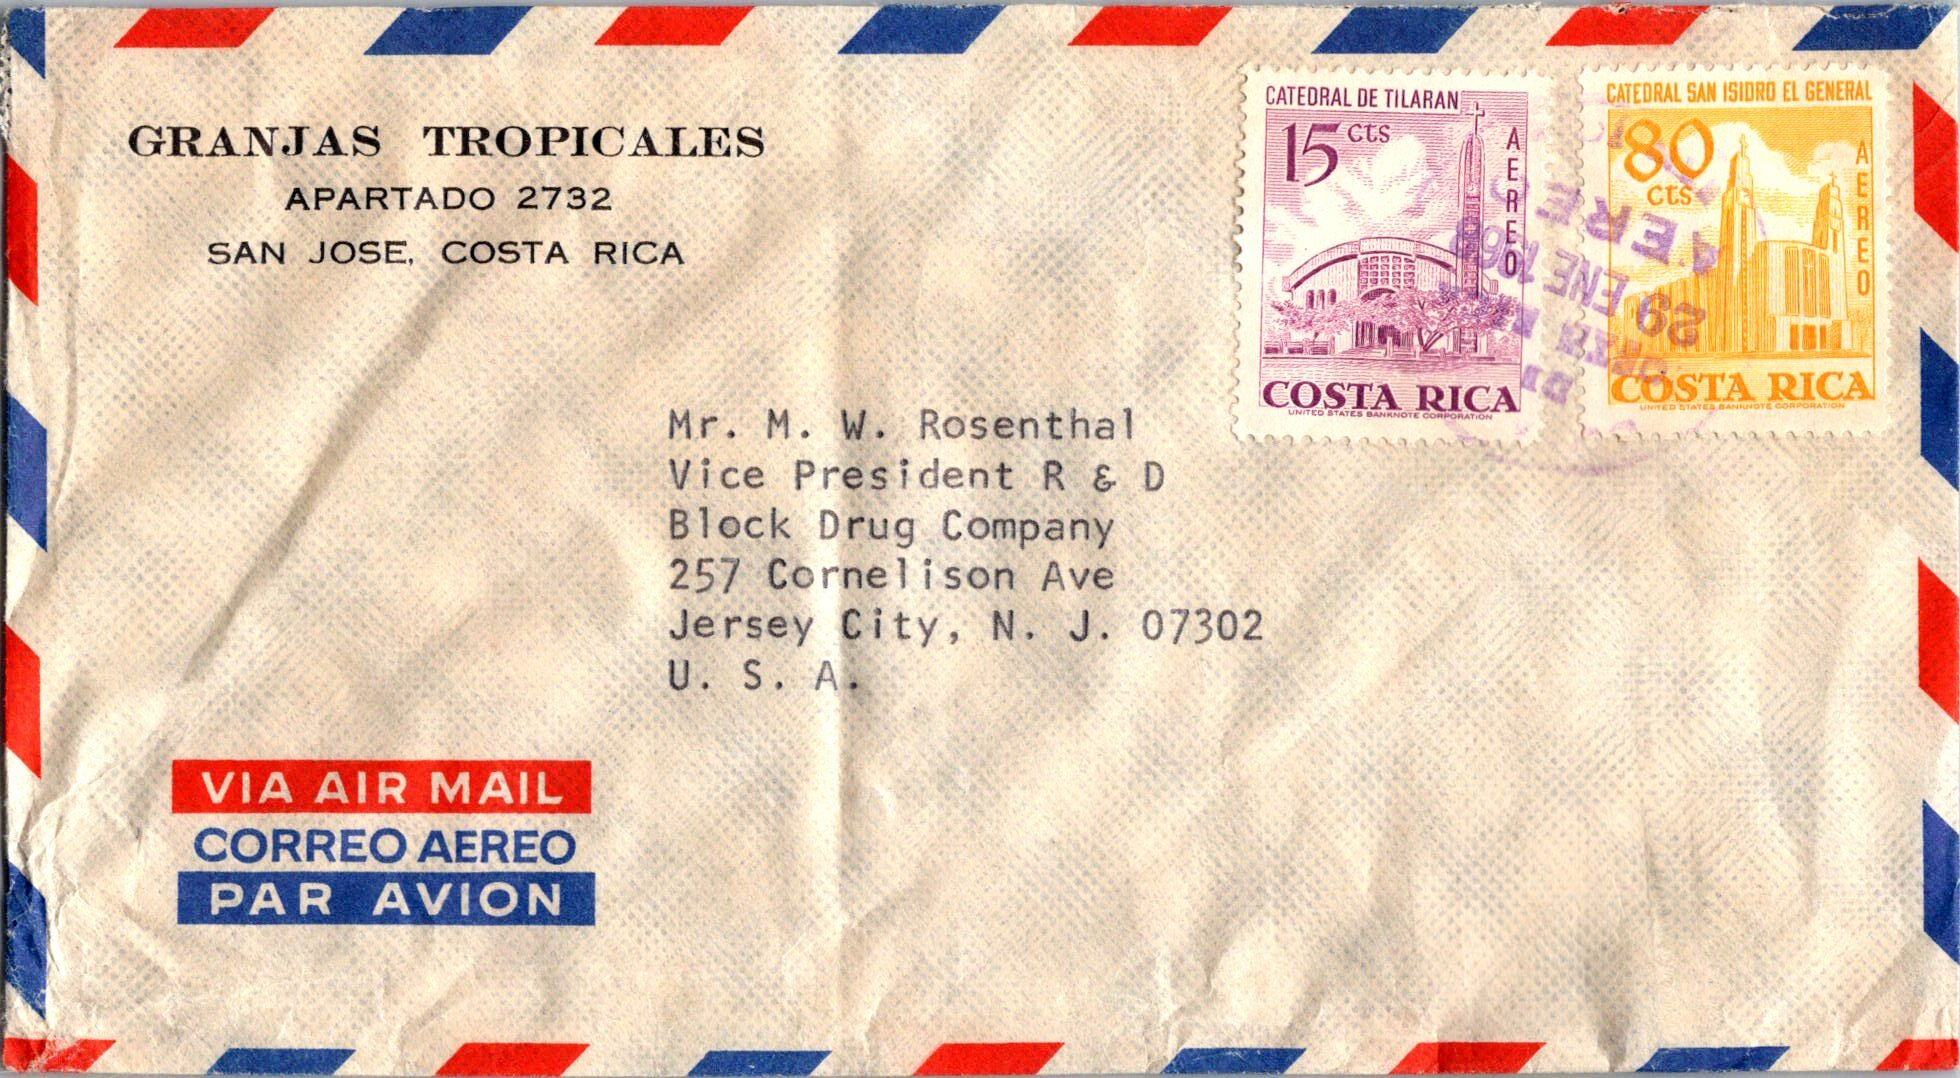 GRANJAS TROPICALES
APARTADO 2732
SAN JOSE, COSTA RICA
CATEDRAL DE TILARAN
15 cts
AEREO
COSTA RICA
UNITED STATES BANKNOTE CORPORATION
CATEDRAL SAN ISIDRO EL GENERAL
80
cts
AEREO
COSTA RICA
UNITED STATES BANKNOTE CORPORATION
29 ENE
Mr. M. W. Rosenthal
Vice President R & D
Block Drug Company
257 Cornelison Ave
Jersey City, N. J. 07302
U. S. A.
VIA AIR MAIL
CORREO AEREO
PAR AVION